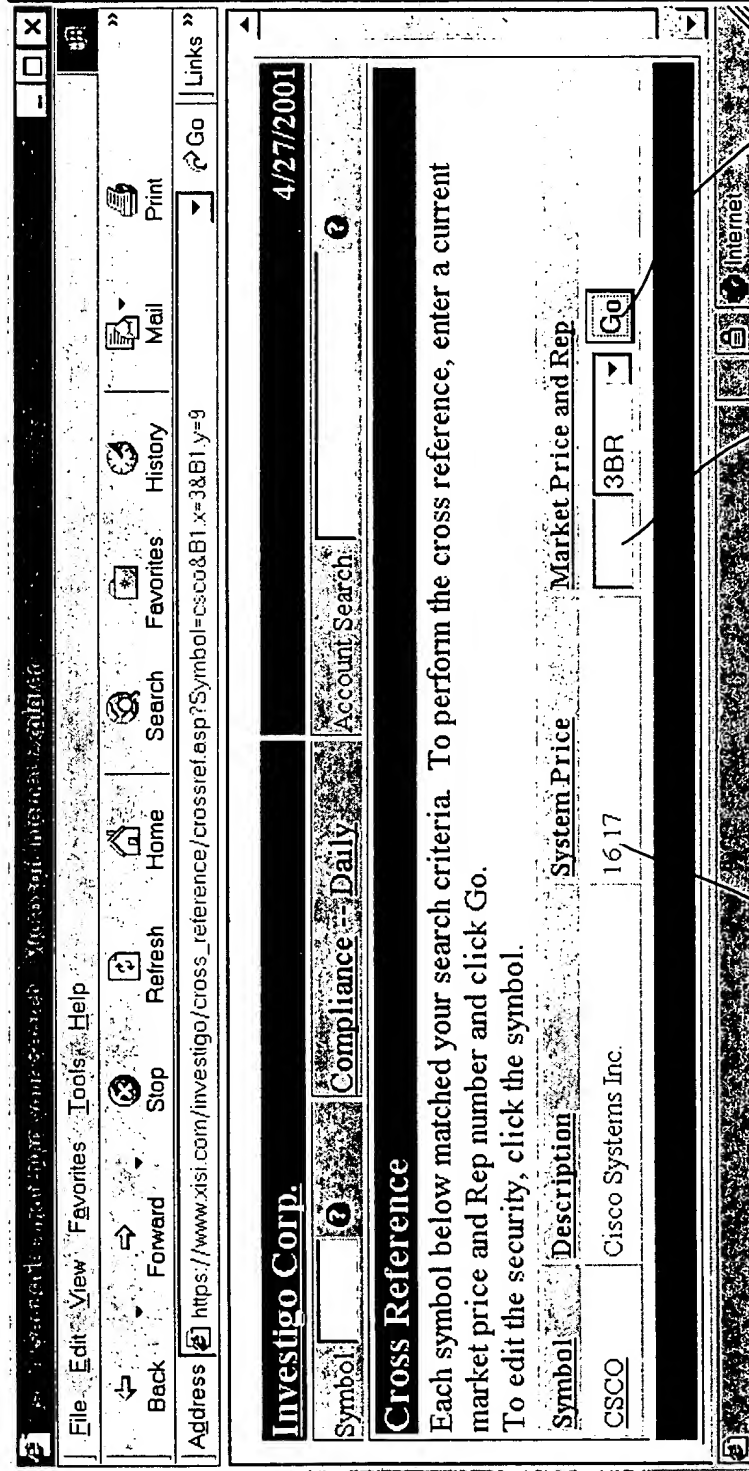 File Edit View Favorites Tools Help
Back Forward Stop Refresh Home Search Favorites History Mail Print »
Address https://www.xisi.com/investigo/cross_reference/crossref.asp?Symbol=csco&B1.x=3&B1.y=9 Go Links »
Investigo Corp. 4/27/2001
Symbol: ? Compliance -- Daily Account Search: ?
Cross Reference
Each symbol below matched your search criteria. To perform the cross reference, enter a current
market price and Rep number and click Go.
To edit the security, click the symbol.
Symbol Description System Price Market Price and Rep
CSCO Cisco Systems Inc. 16.17 3BR Go
Internet